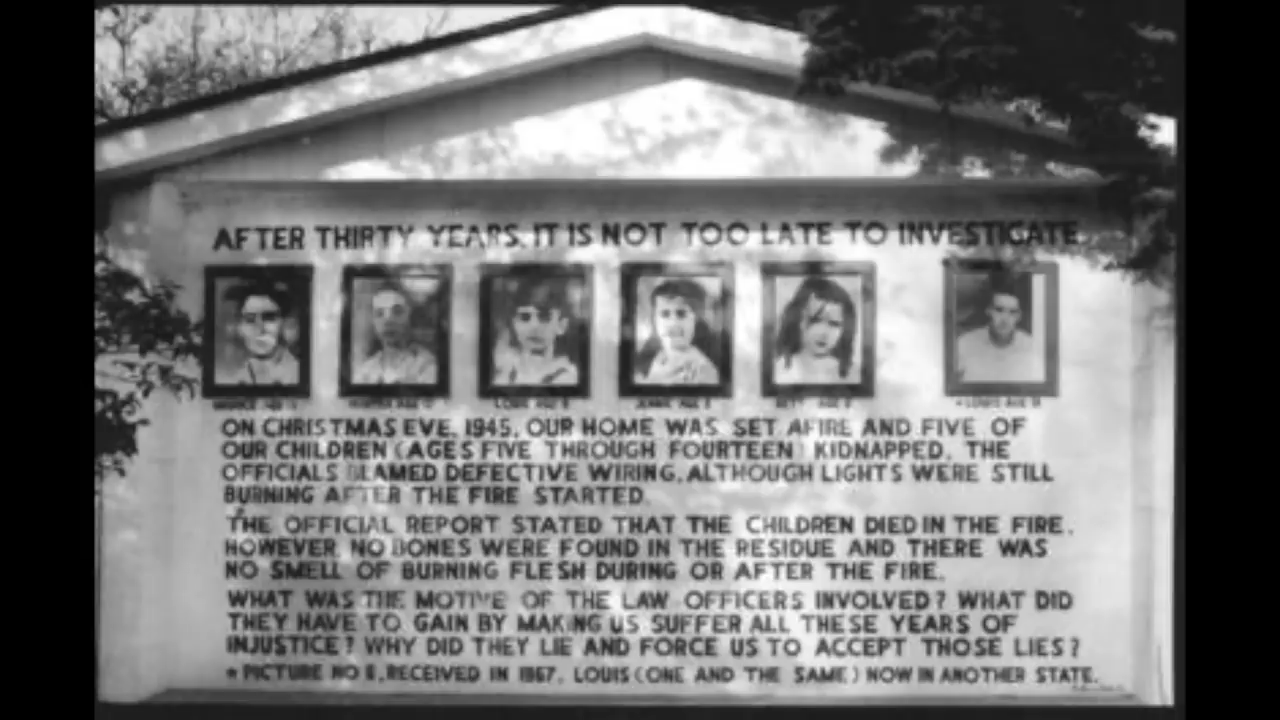 AFTER THIRTY YEARS, IT IS NOT TOO LATE TO INVESTIGATE
ON CHRISTMAS EVE, 1945, OUR HOME WAS SET AFIRE AND FIVE OF
OUR CHILDREN (AGES FIVE THROUGH FOURTEEN) KIDNAPPED. THE
OFFICIALS BLAMED DEFECTIVE WIRING, ALTHOUGH LIGHTS WERE STILL
BURNING AFTER THE FIRE STARTED.
THE OFFICIAL REPORT STATED THAT THE CHILDREN DIED IN THE FIRE.
HOWEVER NO BONES WERE FOUND IN THE RESIDUE AND THERE WAS
NO SMELL OF BURNING FLESH DURING OR AFTER THE FIRE.
WHAT WAS THE MOTIVE OF THE LAW OFFICERS INVOLVED? WHAT DID
THEY HAVE TO GAIN BY MAKING US SUFFER ALL THESE YEARS OF
INJUSTICE? WHY DID THEY LIE AND FORCE US TO ACCEPT THOSE LIES?
* PICTURE NO 6, RECEIVED IN 1967, LOUIS (ONE AND THE SAME) NOW IN ANOTHER STATE.